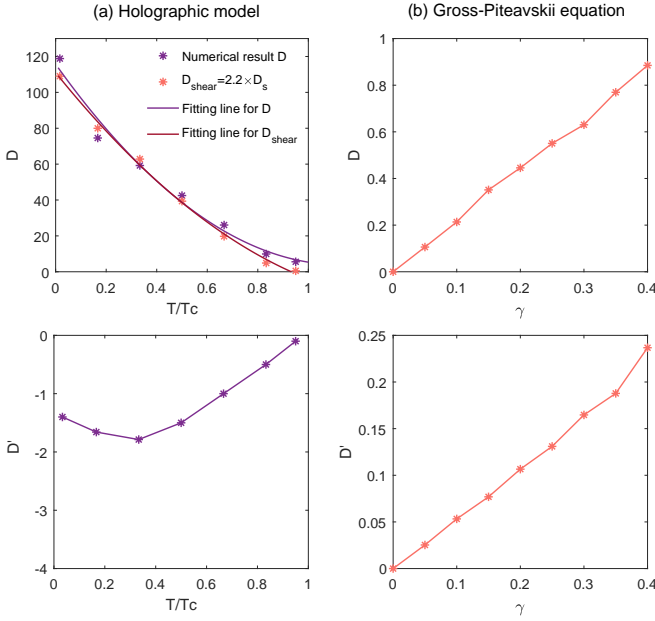 (a) Holographic model
(b) Gross-Piteavskii equation
120
100
80
60
40
20
0
D
0 0.2 0.4 0.6 0.8 1
T/Tc
Numerical result D
D_shear=2.2×D_s
Fitting line for D
Fitting line for D_shear
1
0.8
0.6
0.4
0.2
0
D
0 0.1 0.2 0.3 0.4
γ
0
-1
-2
-3
-4
D'
0 0.2 0.4 0.6 0.8 1
T/Tc
0.25
0.2
0.15
0.1
0.05
0
D'
0 0.1 0.2 0.3 0.4
γ